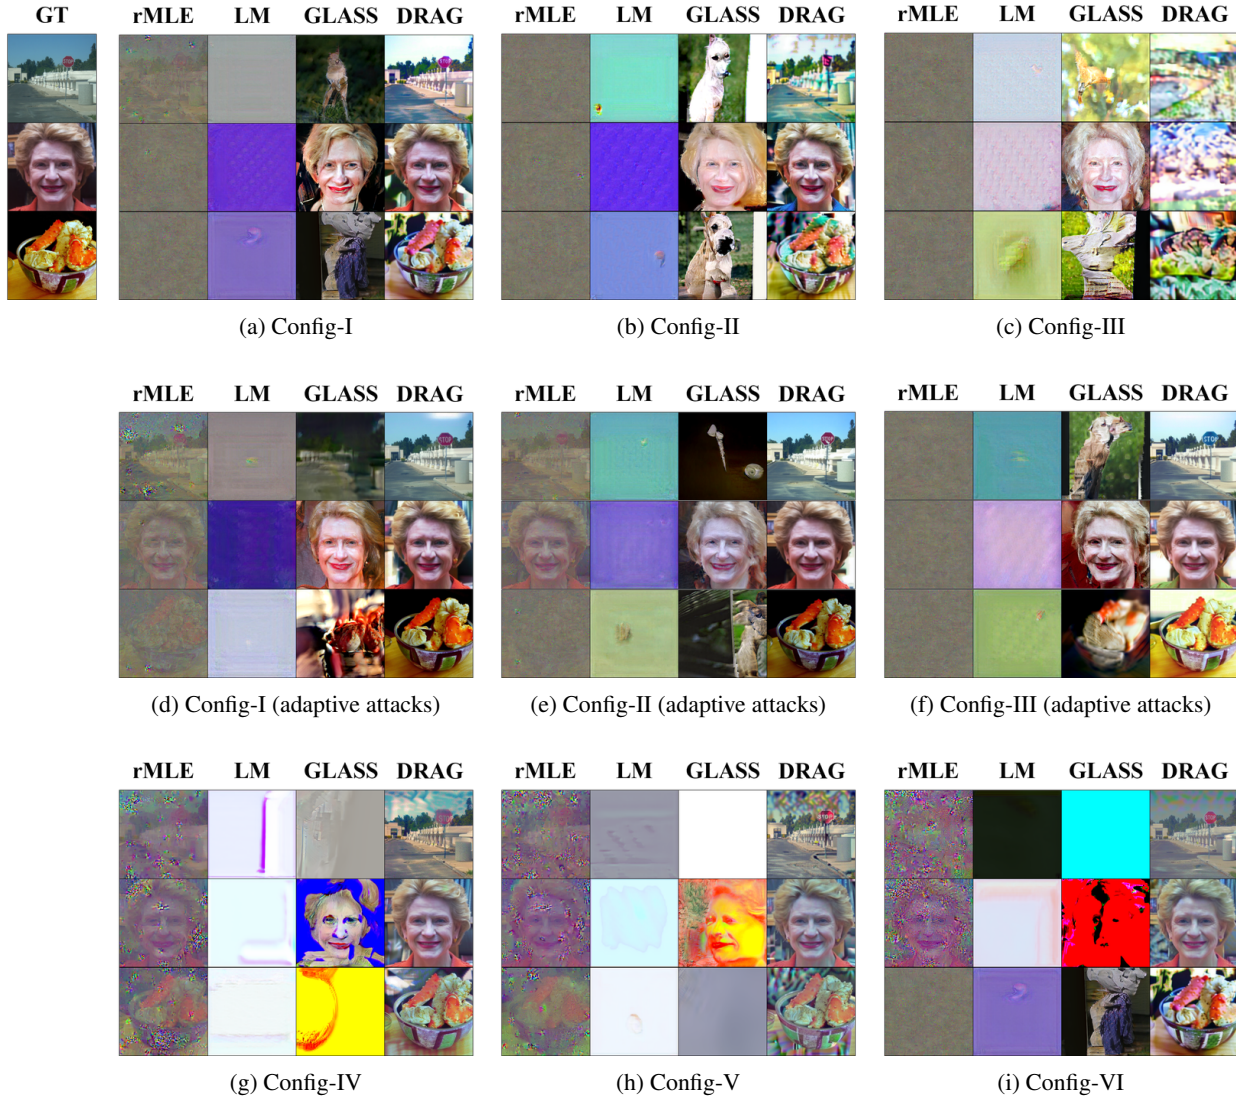 GT rMLE LM GLASS DRAG rMLE LM GLASS DRAG rMLE LM GLASS DRAG
(a) Config-I (b) Config-II (c) Config-III
rMLE LM GLASS DRAG rMLE LM GLASS DRAG rMLE LM GLASS DRAG
(d) Config-I (adaptive attacks) (e) Config-II (adaptive attacks) (f) Config-III (adaptive attacks)
rMLE LM GLASS DRAG rMLE LM GLASS DRAG rMLE LM GLASS DRAG
(g) Config-IV (h) Config-V (i) Config-VI